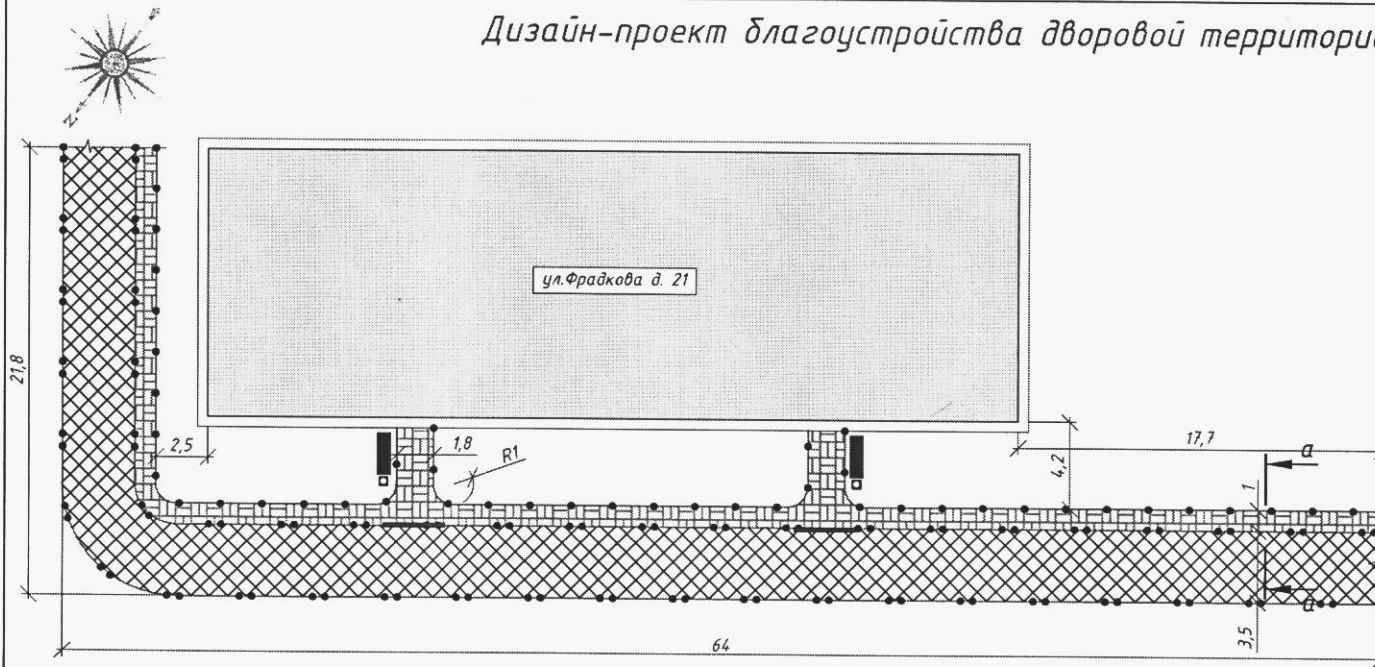 Дизайн-проект благоустройства дворовой территории
N
ул.Фрадкова д. 21
21,8
2,5
1,8
R1
4,2
17,7
a
1
a
3,5
64